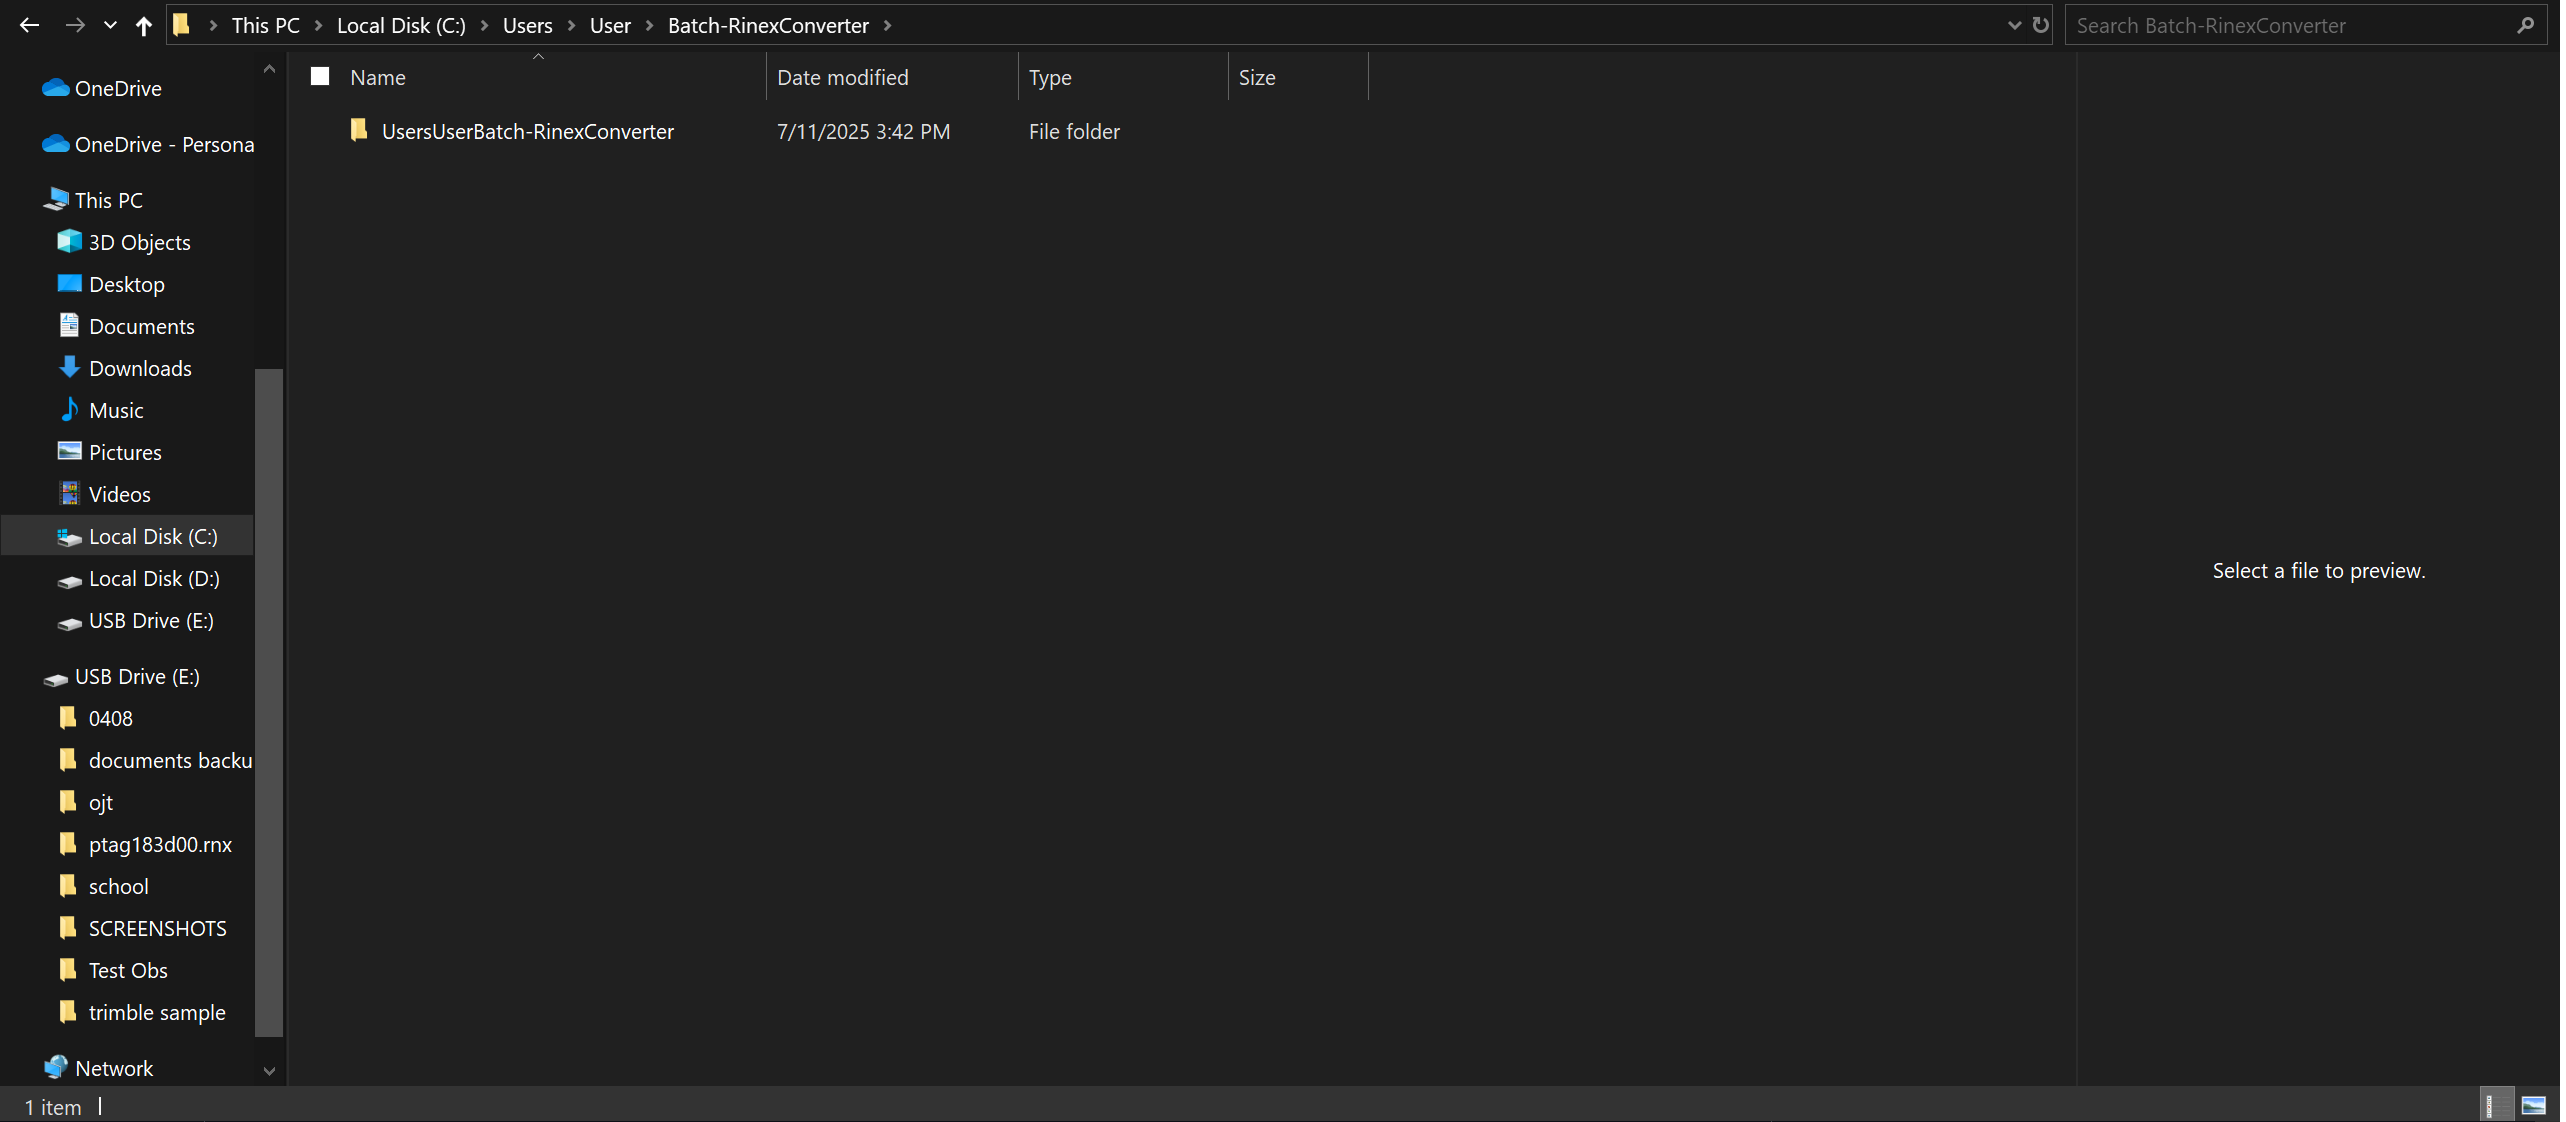 This PC > Local Disk (C:) > Users > User > Batch-RinexConverter >
Search Batch-RinexConverter
Name Date modified Type Size
UsersUserBatch-RinexConverter 7/11/2025 3:42 PM File folder
OneDrive
OneDrive - Persona
This PC
3D Objects
Desktop
Documents
Downloads
Music
Pictures
Videos
Local Disk (C:)
Local Disk (D:)
USB Drive (E:)
USB Drive (E:)
0408
documents backu
ojt
ptag183d00.rnx
school
SCREENSHOTS
Test Obs
trimble sample
Network
Select a file to preview.
1 item